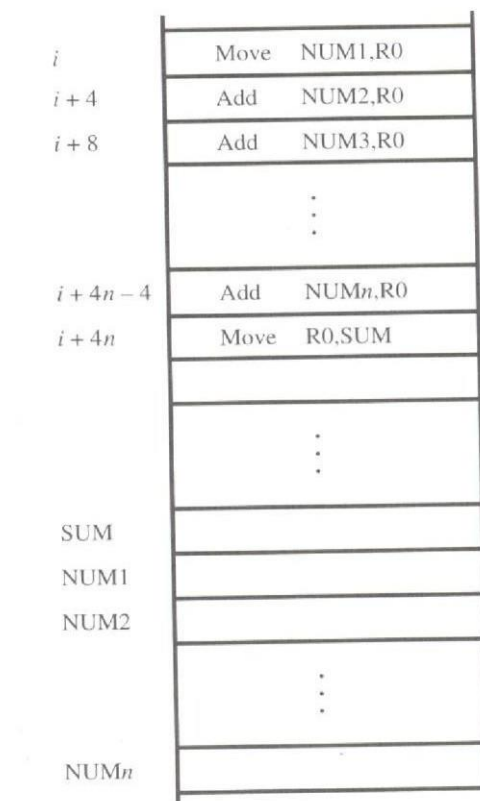 i Move NUM1,R0
i + 4 Add NUM2,R0
i + 8 Add NUM3,R0
i + 4n – 4 Add NUMn,R0
i + 4n Move R0,SUM
SUM
NUM1
NUM2
NUMn